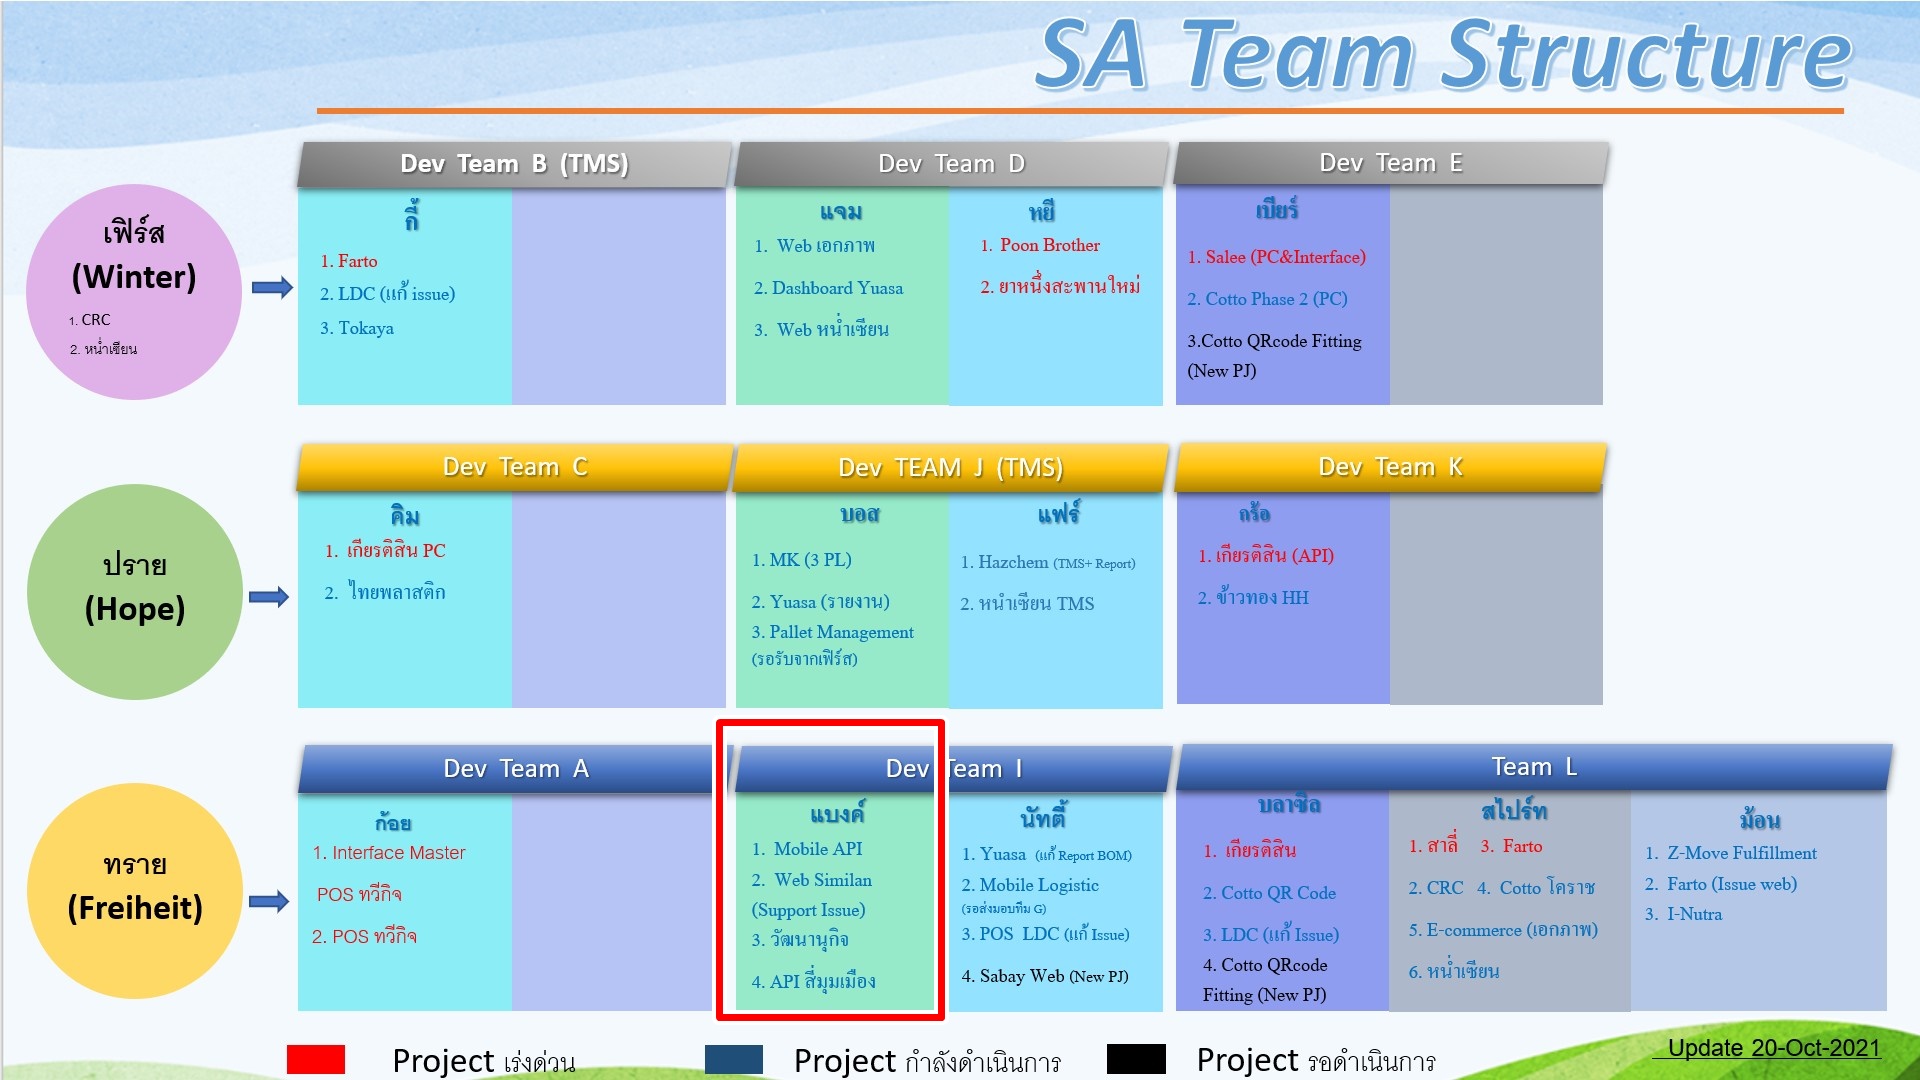 SA Team Structure
Dev Team B (TMS)
Dev Team D
Dev Team E
เฟิร์ส
(Winter)
1. CRC
2. หน่ำเซียน
กี้
1. Farto
2. LDC (แก้ issue)
3. Tokaya
แจม
1. Web เอกภาพ
2. Dashboard Yuasa
3. Web หน่ำเซียน
หยี
1. Poon Brother
2. ยาหนึ่งสะพานใหม่
เบียร์
1. Salee (PC&Interface)
2. Cotto Phase 2 (PC)
3.Cotto QRcode Fitting
(New PJ)
Dev Team C
Dev TEAM J (TMS)
Dev Team K
ปราย
(Hope)
คิม
1. เกียรติสิน PC
2. ไทยพลาสติก
บอส
1. MK (3 PL)
2. Yuasa (รายงาน)
3. Pallet Management
(รอรับจากเฟิร์ส)
แฟร์
1. Hazchem (TMS+ Report)
2. หนำเซียน TMS
กร้อ
1. เกียรติสิน (API)
2. ข้าวทอง HH
Dev Team A
Dev Team I
Team L
ทราย
(Freiheit)
ก้อย
1. Interface Master
POS ทวีกิจ
2. POS ทวีกิจ
แบงค์
1. Mobile API
2. Web Similan
(Support Issue)
3. วัฒนานุกิจ
4. API สี่มุมเมือง
นัทตี้
1. Yuasa (แก้ Report BOM)
2. Mobile Logistic
(รอส่งมอบทีม G)
3. POS LDC (แก้ Issue)
4. Sabay Web (New PJ)
บลาซิล
1. เกียรติสิน
2. Cotto QR Code
3. LDC (แก้ Issue)
4. Cotto QRcode
Fitting (New PJ)
สไปร์ท
1. สาลี่ 3. Farto
2. CRC 4. Cotto โคราช
5. E-commerce (เอกภาพ)
6. หน่ำเซียน
ม้อน
1. Z-Move Fulfillment
2. Farto (Issue web)
3. I-Nutra
Project เร่งด่วน
Project กำลังดำเนินการ
Project รอดำเนินการ
Update 20-Oct-2021